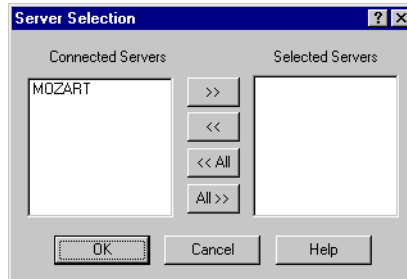 Server Selection
Connected Servers
Selected Servers
MOZART
>>
<<
<< All
All >>
OK
Cancel
Help